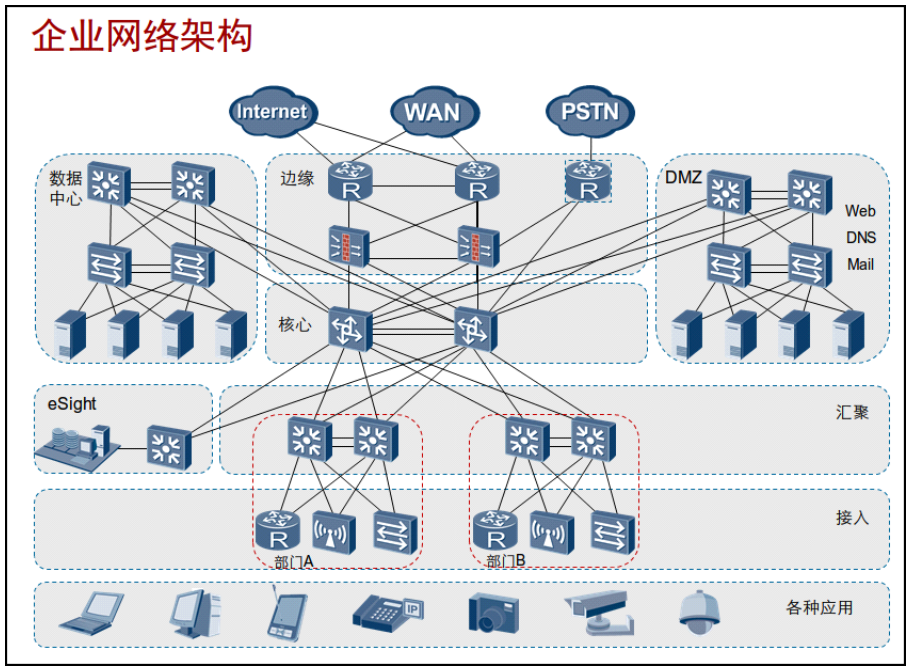 企业网络架构
Internet
WAN
PSTN
数据
中心
边缘
R
R
R
DMZ
Web
DNS
Mail
核心
eSight
汇聚
R
部门A
R
部门B
接入
IP
各种应用